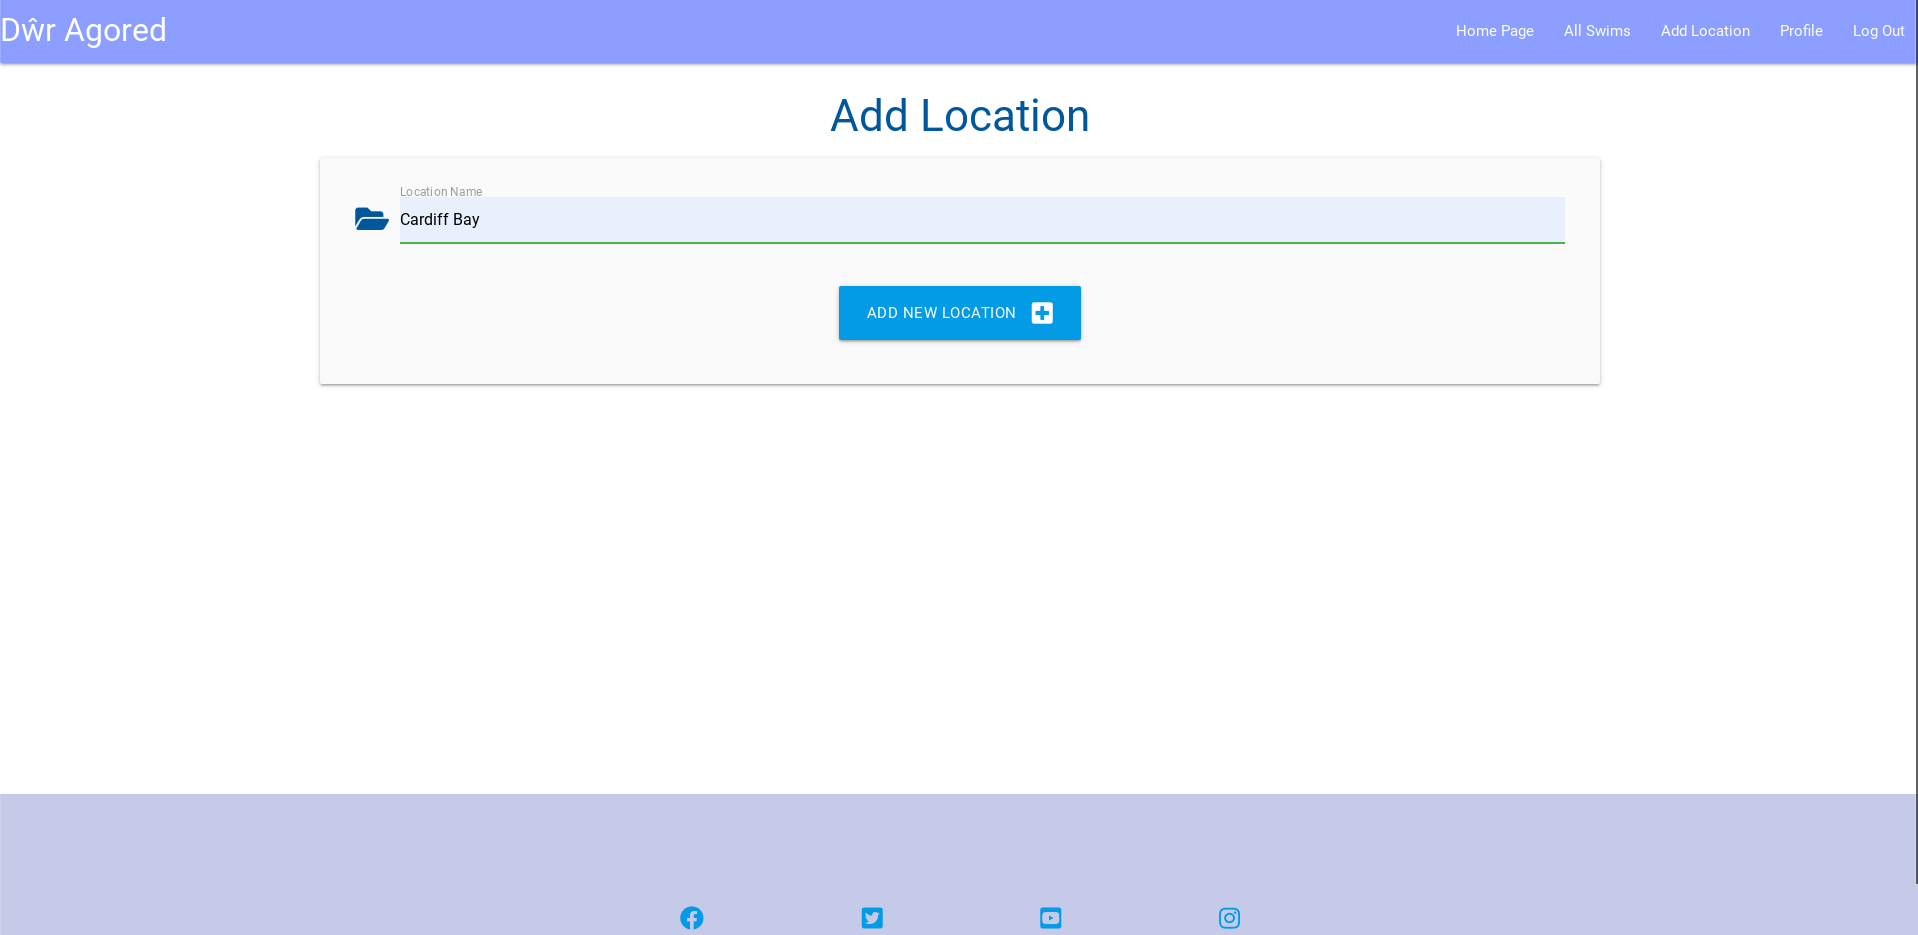 Dŵr Agored
Home Page
All Swims
Add Location
Profile
Log Out
Add Location
Location Name
Cardiff Bay
ADD NEW LOCATION